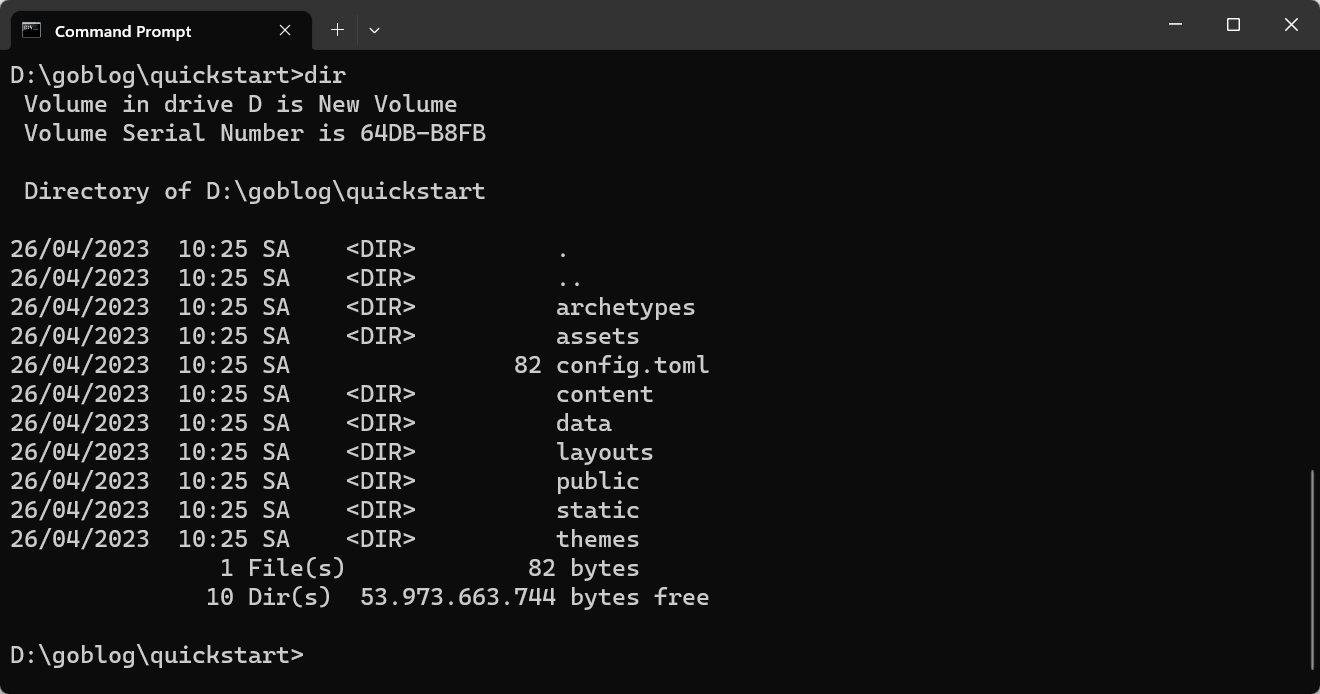 Command Prompt
D:\goblog\quickstart>dir
 Volume in drive D is New Volume
 Volume Serial Number is 64DB-B8FB

 Directory of D:\goblog\quickstart

26/04/2023  10:25 SA    <DIR>          .
26/04/2023  10:25 SA    <DIR>          ..
26/04/2023  10:25 SA    <DIR>          archetypes
26/04/2023  10:25 SA    <DIR>          assets
26/04/2023  10:25 SA                82 config.toml
26/04/2023  10:25 SA    <DIR>          content
26/04/2023  10:25 SA    <DIR>          data
26/04/2023  10:25 SA    <DIR>          layouts
26/04/2023  10:25 SA    <DIR>          public
26/04/2023  10:25 SA    <DIR>          static
26/04/2023  10:25 SA    <DIR>          themes
               1 File(s)             82 bytes
              10 Dir(s)  53.973.663.744 bytes free

D:\goblog\quickstart>